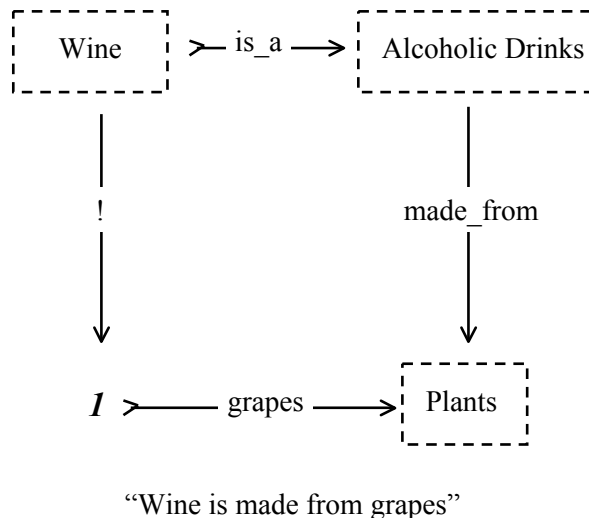 Wine is_a Alcoholic Drinks
! made_from
1 grapes Plants
“Wine is made from grapes”